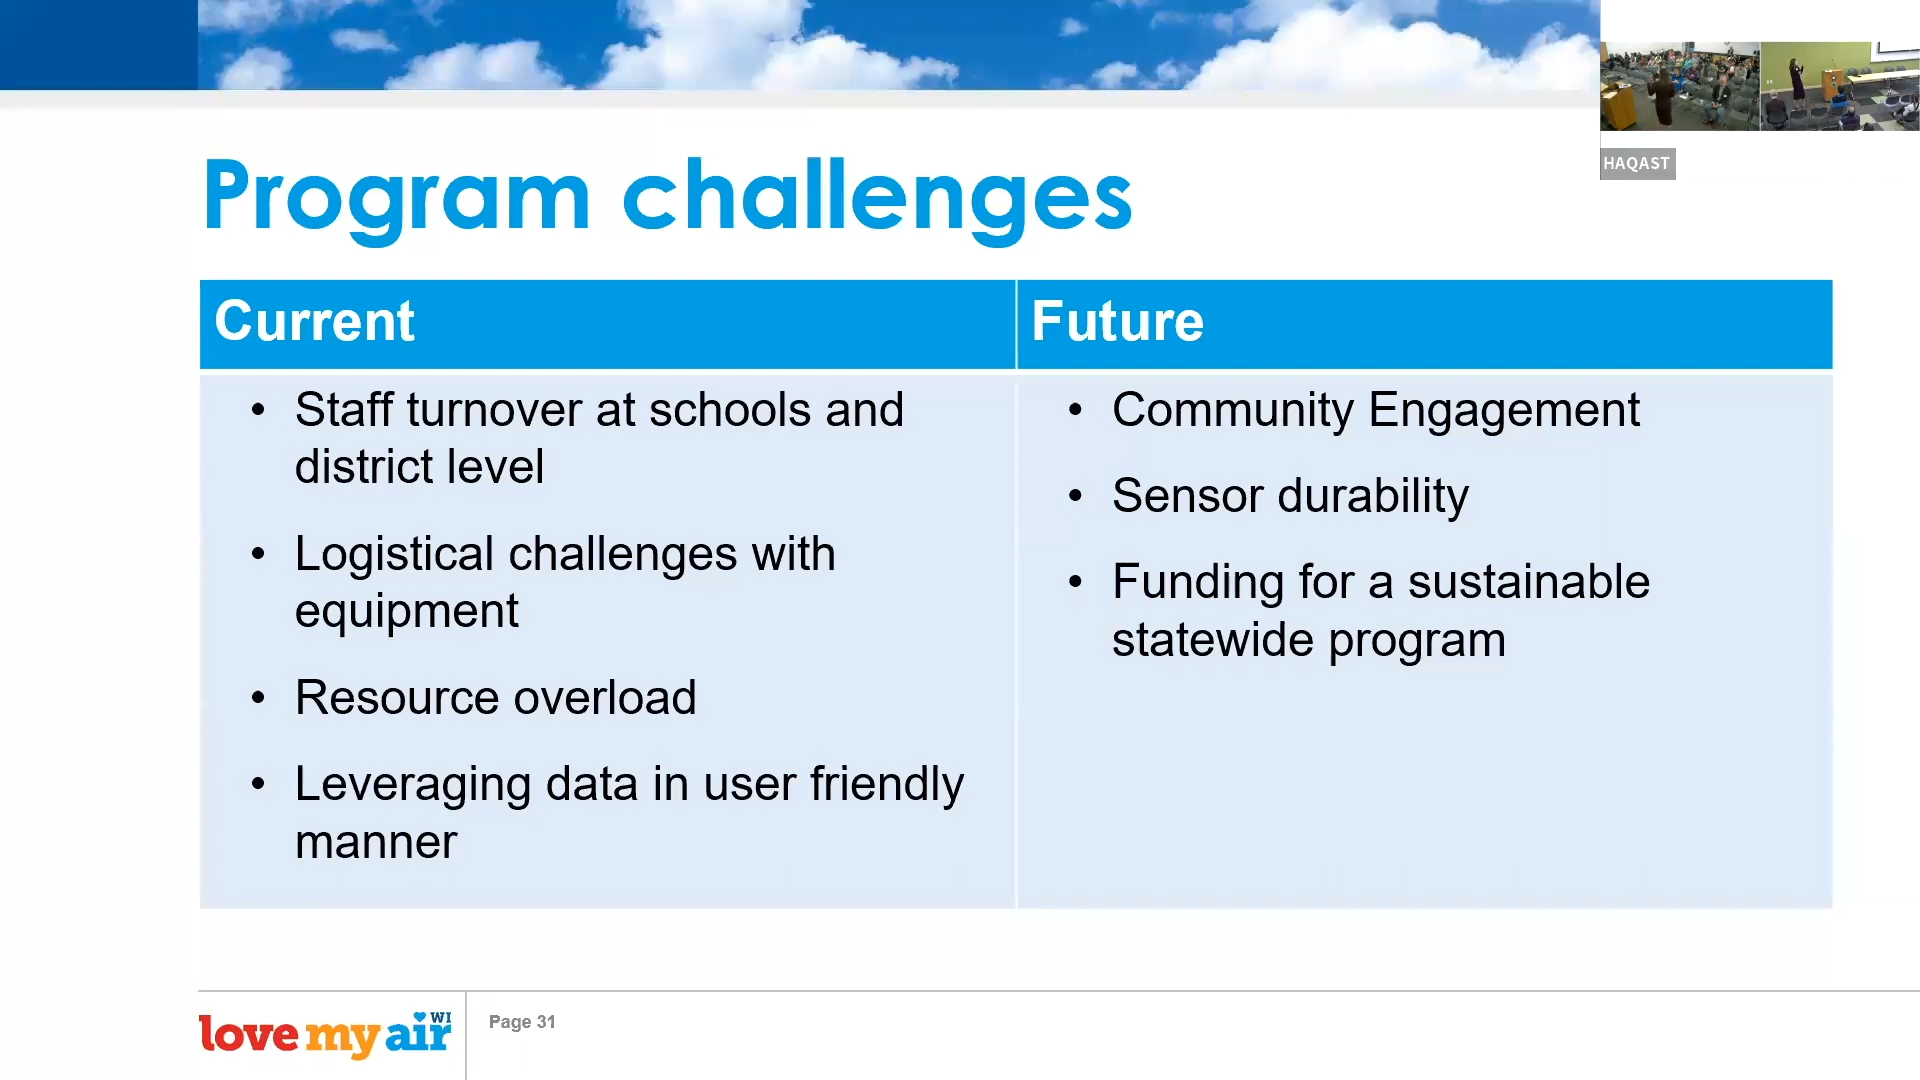 HAQAST
Program challenges
Current
Future
• Staff turnover at schools and
district level
• Logistical challenges with
equipment
• Resource overload
• Leveraging data in user friendly
manner
• Community Engagement
• Sensor durability
• Funding for a sustainable
statewide program
love my air WI
Page 31